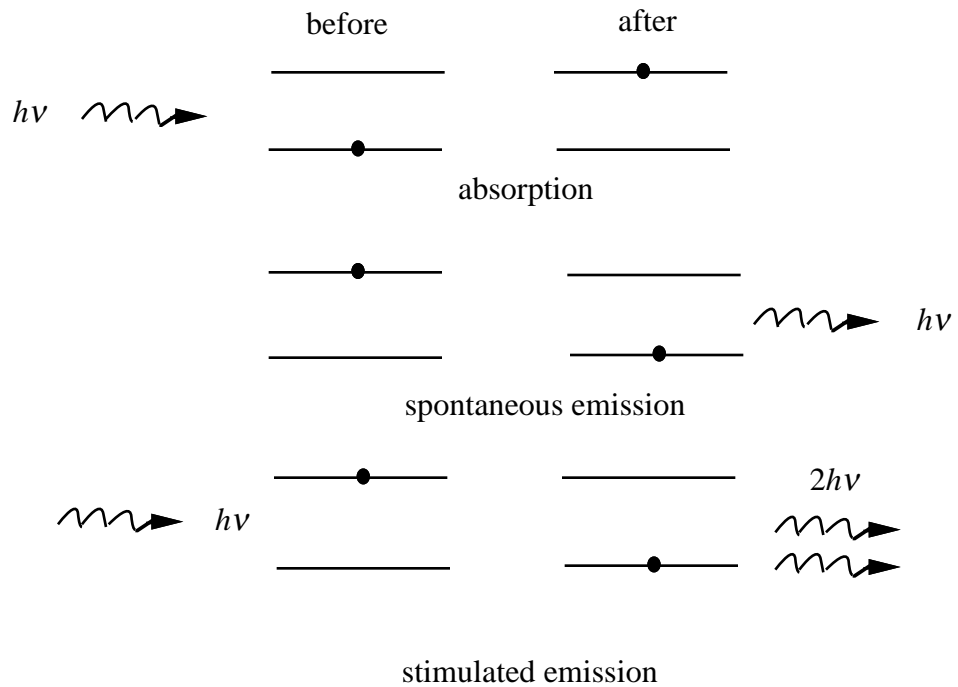 before
after
hν
absorption
hν
spontaneous emission
2hν
hν
stimulated emission